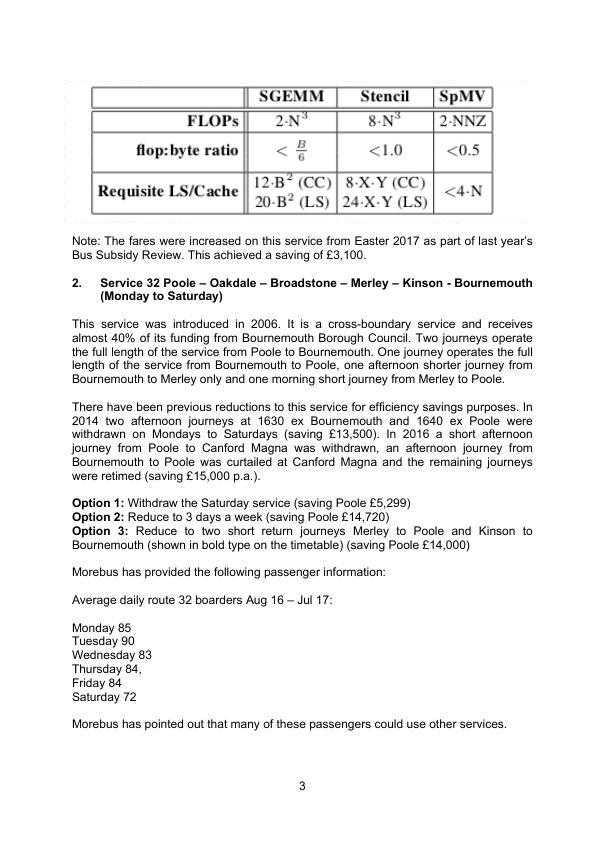 SGEMM Stencil SpMV
FLOPs 2·N³ 8·N³ 2·NNZ
flop:byte ratio < B/6 <1.0 <0.5
Requisite LS/Cache 12·B² (CC) 8·X·Y (CC) <4·N
20·B² (LS) 24·X·Y (LS)
Note: The fares were increased on this service from Easter 2017 as part of last year’s
Bus Subsidy Review. This achieved a saving of £3,100.
2. Service 32 Poole – Oakdale – Broadstone – Merley – Kinson - Bournemouth
(Monday to Saturday)
This service was introduced in 2006. It is a cross-boundary service and receives
almost 40% of its funding from Bournemouth Borough Council. Two journeys operate
the full length of the service from Poole to Bournemouth. One journey operates the full
length of the service from Bournemouth to Poole, one afternoon shorter journey from
Bournemouth to Merley only and one morning short journey from Merley to Poole.
There have been previous reductions to this service for efficiency savings purposes. In
2014 two afternoon journeys at 1630 ex Bournemouth and 1640 ex Poole were
withdrawn on Mondays to Saturdays (saving £13,500). In 2016 a short afternoon
journey from Poole to Canford Magna was withdrawn, an afternoon journey from
Bournemouth to Poole was curtailed at Canford Magna and the remaining journeys
were retimed (saving £15,000 p.a.).
Option 1: Withdraw the Saturday service (saving Poole £5,299)
Option 2: Reduce to 3 days a week (saving Poole £14,720)
Option 3: Reduce to two short return journeys Merley to Poole and Kinson to
Bournemouth (shown in bold type on the timetable) (saving Poole £14,000)
Morebus has provided the following passenger information:
Average daily route 32 boarders Aug 16 – Jul 17:
Monday 85
Tuesday 90
Wednesday 83
Thursday 84,
Friday 84
Saturday 72
Morebus has pointed out that many of these passengers could use other services.
3